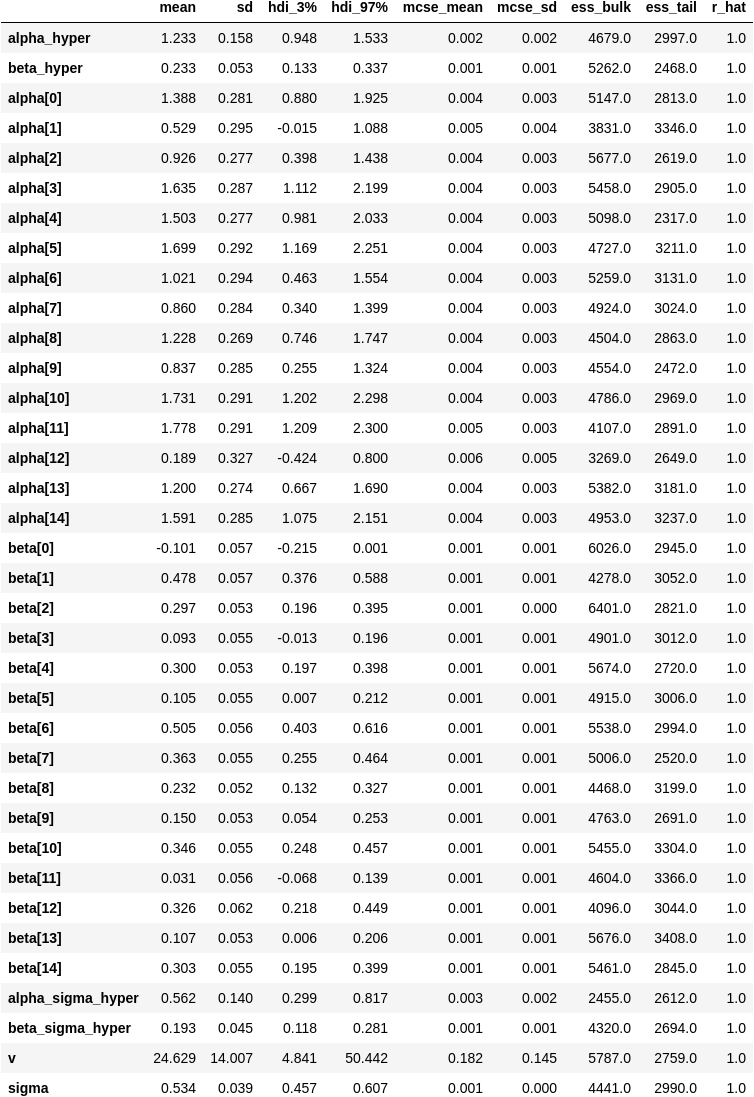 mean sd hdi_3% hdi_97% mcse_mean mcse_sd ess_bulk ess_tail r_hat
alpha_hyper 1.233 0.158 0.948 1.533 0.002 0.002 4679.0 2997.0 1.0
beta_hyper 0.233 0.053 0.133 0.337 0.001 0.001 5262.0 2468.0 1.0
alpha[0] 1.388 0.281 0.880 1.925 0.004 0.003 5147.0 2813.0 1.0
alpha[1] 0.529 0.295 -0.015 1.088 0.005 0.004 3831.0 3346.0 1.0
alpha[2] 0.926 0.277 0.398 1.438 0.004 0.003 5677.0 2619.0 1.0
alpha[3] 1.635 0.287 1.112 2.199 0.004 0.003 5458.0 2905.0 1.0
alpha[4] 1.503 0.277 0.981 2.033 0.004 0.003 5098.0 2317.0 1.0
alpha[5] 1.699 0.292 1.169 2.251 0.004 0.003 4727.0 3211.0 1.0
alpha[6] 1.021 0.294 0.463 1.554 0.004 0.003 5259.0 3131.0 1.0
alpha[7] 0.860 0.284 0.340 1.399 0.004 0.003 4924.0 3024.0 1.0
alpha[8] 1.228 0.269 0.746 1.747 0.004 0.003 4504.0 2863.0 1.0
alpha[9] 0.837 0.285 0.255 1.324 0.004 0.003 4554.0 2472.0 1.0
alpha[10] 1.731 0.291 1.202 2.298 0.004 0.003 4786.0 2969.0 1.0
alpha[11] 1.778 0.291 1.209 2.300 0.005 0.003 4107.0 2891.0 1.0
alpha[12] 0.189 0.327 -0.424 0.800 0.006 0.005 3269.0 2649.0 1.0
alpha[13] 1.200 0.274 0.667 1.690 0.004 0.003 5382.0 3181.0 1.0
alpha[14] 1.591 0.285 1.075 2.151 0.004 0.003 4953.0 3237.0 1.0
beta[0] -0.101 0.057 -0.215 0.001 0.001 0.001 6026.0 2945.0 1.0
beta[1] 0.478 0.057 0.376 0.588 0.001 0.001 4278.0 3052.0 1.0
beta[2] 0.297 0.053 0.196 0.395 0.001 0.000 6401.0 2821.0 1.0
beta[3] 0.093 0.055 -0.013 0.196 0.001 0.001 4901.0 3012.0 1.0
beta[4] 0.300 0.053 0.197 0.398 0.001 0.001 5674.0 2720.0 1.0
beta[5] 0.105 0.055 0.007 0.212 0.001 0.001 4915.0 3006.0 1.0
beta[6] 0.505 0.056 0.403 0.616 0.001 0.001 5538.0 2994.0 1.0
beta[7] 0.363 0.055 0.255 0.464 0.001 0.001 5006.0 2520.0 1.0
beta[8] 0.232 0.052 0.132 0.327 0.001 0.001 4468.0 3199.0 1.0
beta[9] 0.150 0.053 0.054 0.253 0.001 0.001 4763.0 2691.0 1.0
beta[10] 0.346 0.055 0.248 0.457 0.001 0.001 5455.0 3304.0 1.0
beta[11] 0.031 0.056 -0.068 0.139 0.001 0.001 4604.0 3366.0 1.0
beta[12] 0.326 0.062 0.218 0.449 0.001 0.001 4096.0 3044.0 1.0
beta[13] 0.107 0.053 0.006 0.206 0.001 0.001 5676.0 3408.0 1.0
beta[14] 0.303 0.055 0.195 0.399 0.001 0.001 5461.0 2845.0 1.0
alpha_sigma_hyper 0.562 0.140 0.299 0.817 0.003 0.002 2455.0 2612.0 1.0
beta_sigma_hyper 0.193 0.045 0.118 0.281 0.001 0.001 4320.0 2694.0 1.0
v 24.629 14.007 4.841 50.442 0.182 0.145 5787.0 2759.0 1.0
sigma 0.534 0.039 0.457 0.607 0.001 0.000 4441.0 2990.0 1.0